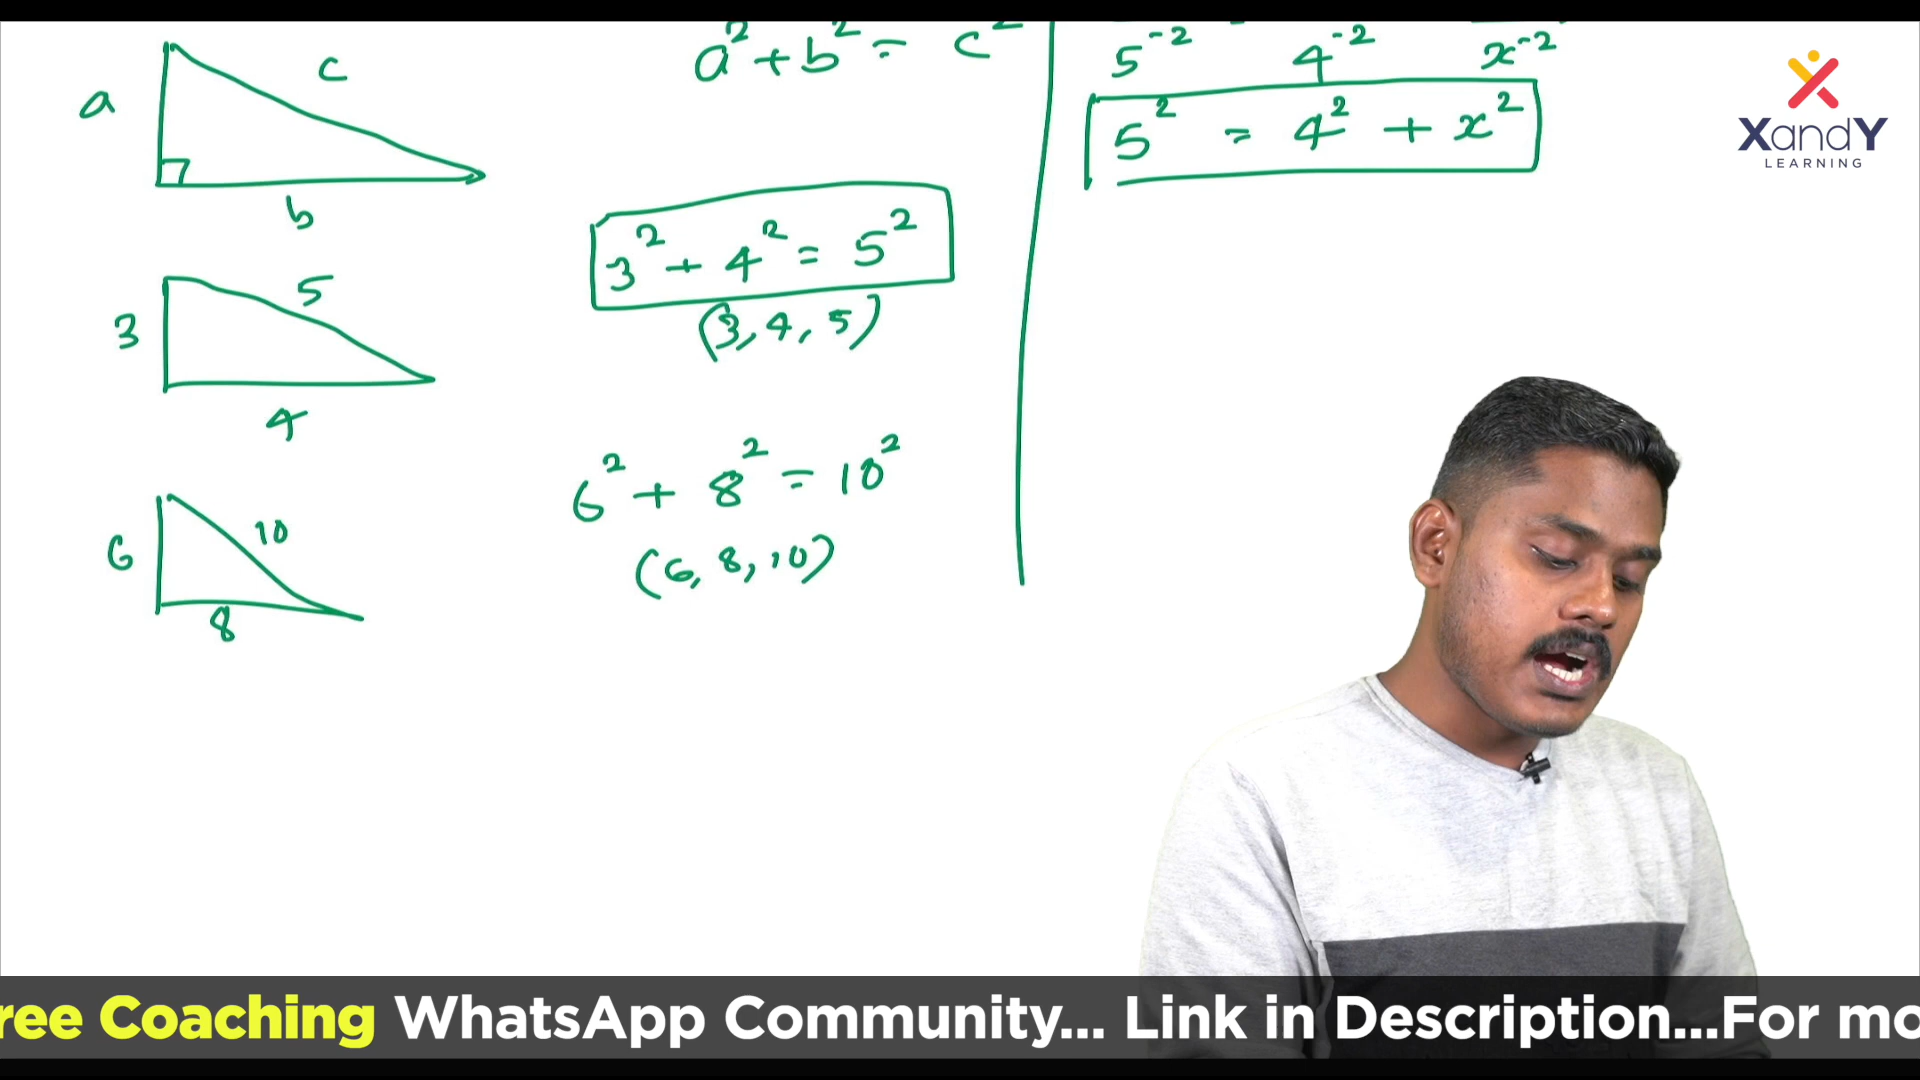 a² + b² = c²
c
a
b
5⁻² 4⁻² x⁻²
5² = 4² + x²
XandY
LEARNING
3² + 4² = 5²
(3, 4, 5)
5
3
4
6² + 8² = 10²
(6, 8, 10)
10
6
8
ree Coaching WhatsApp Community... Link in Description...For mo